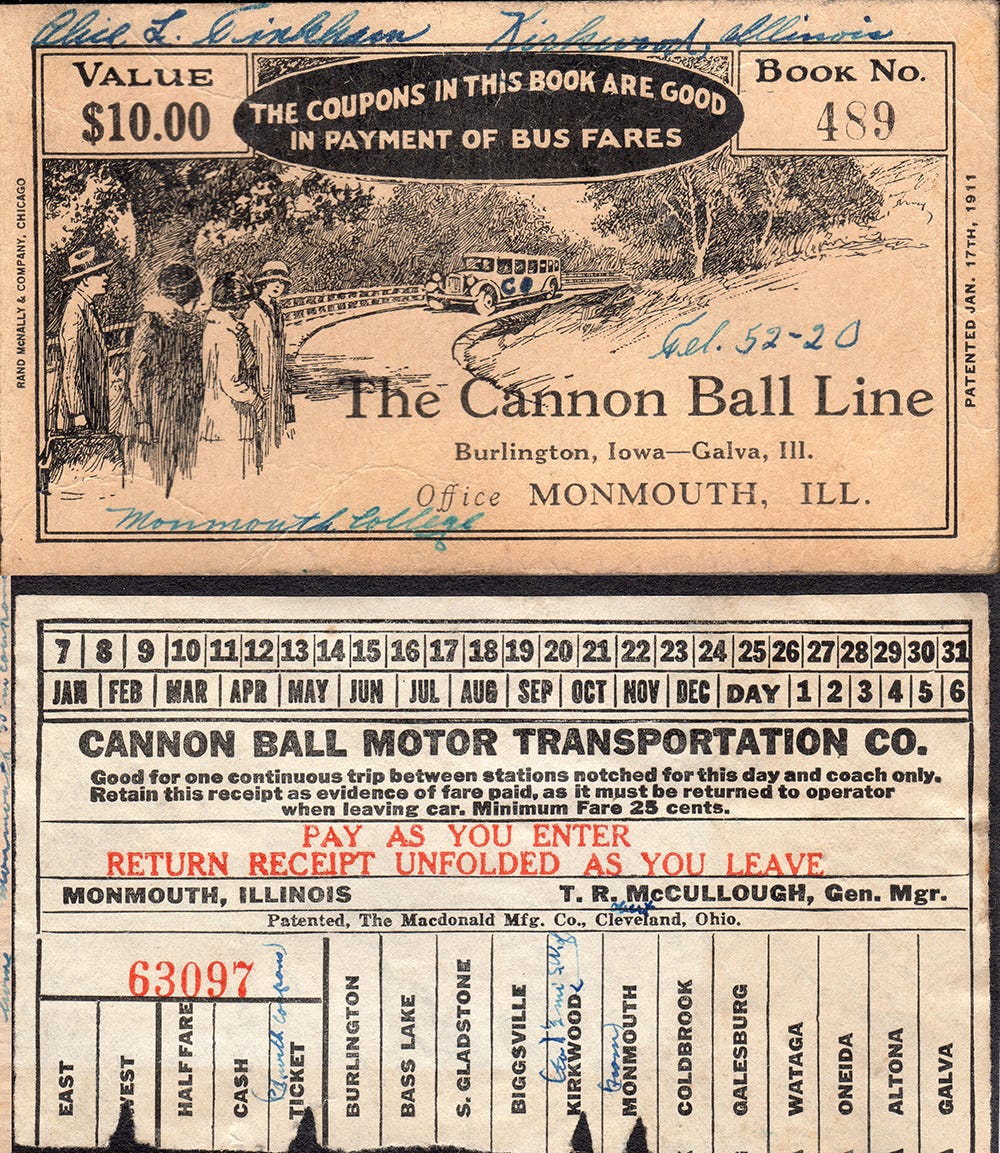 Alice L. Tinkham Kirkwood, Illinois
VALUE
$10.00
THE COUPONS IN THIS BOOK ARE GOOD
IN PAYMENT OF BUS FARES
BOOK NO.
489
RAND MCNALLY & COMPANY, CHICAGO
PATENTED JAN. 17TH, 1911
C B
Tel. 52-20
The Cannon Ball Line
Burlington, Iowa—Galva, Ill.
Office MONMOUTH, ILL.
Monmouth College
7 8 9 10 11 12 13 14 15 16 17 18 19 20 21 22 23 24 25 26 27 28 29 30 31
JAN FEB MAR APR MAY JUN JUL AUG SEP OCT NOV DEC DAY 1 2 3 4 5 6
CANNON BALL MOTOR TRANSPORTATION CO.
Good for one continuous trip between stations notched for this day and coach only.
Retain this receipt as evidence of fare paid, as it must be returned to operator
when leaving car. Minimum Fare 25 cents.
PAY AS YOU ENTER
RETURN RECEIPT UNFOLDED AS YOU LEAVE
MONMOUTH, ILLINOIS T. R. McCULLOUGH, Gen. Mgr.
Patented, The Macdonald Mfg. Co., Cleveland, Ohio.
63097
EAST
WEST
HALF FARE
CASH
TICKET
BURLINGTON
BASS LAKE
S. GLADSTONE
BIGGSVILLE
KIRKWOOD
from
MONMOUTH
COLDBROOK
GALESBURG
WATAGA
ONEIDA
ALTONA
GALVA